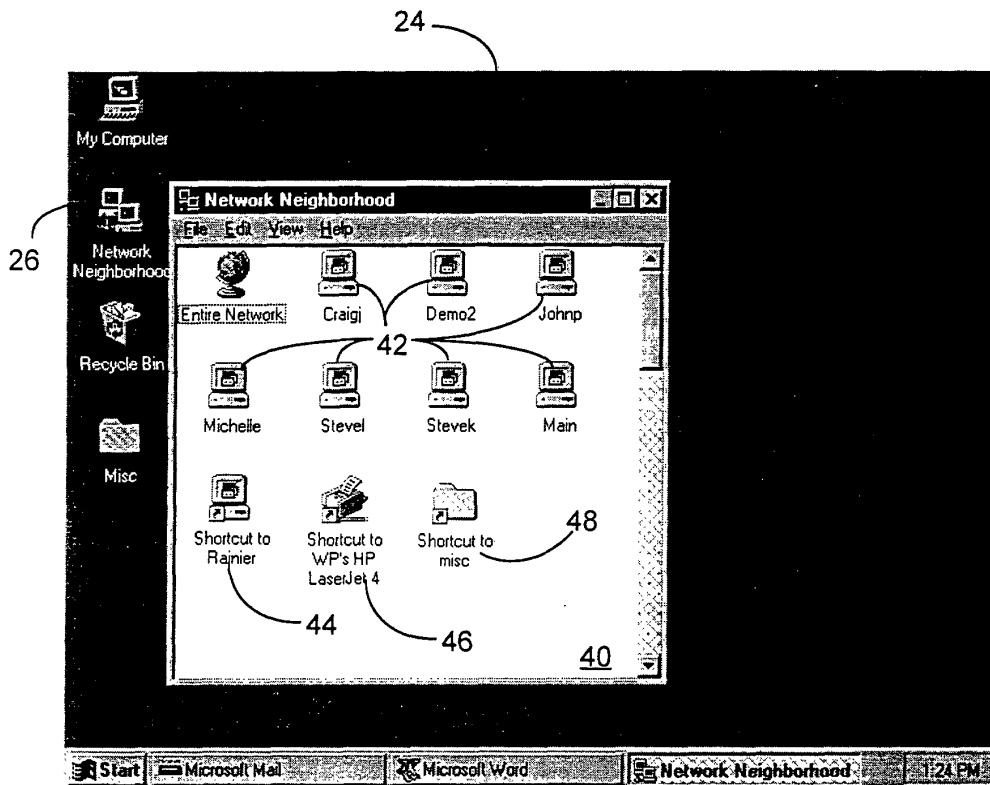 24
My Computer
26
Network
Neighborhood
Recycle Bin
Misc
Network Neighborhood
File Edit View Help
Entire Network Craigj Demo2 Johnp
42
Michelle Stevel Stevek Main
Shortcut to
Rainier
Shortcut to
WP's HP
LaserJet 4
Shortcut to
misc
48
44
46
40
Start Microsoft Mail Microsoft Word Network Neighborhood 1:24 PM